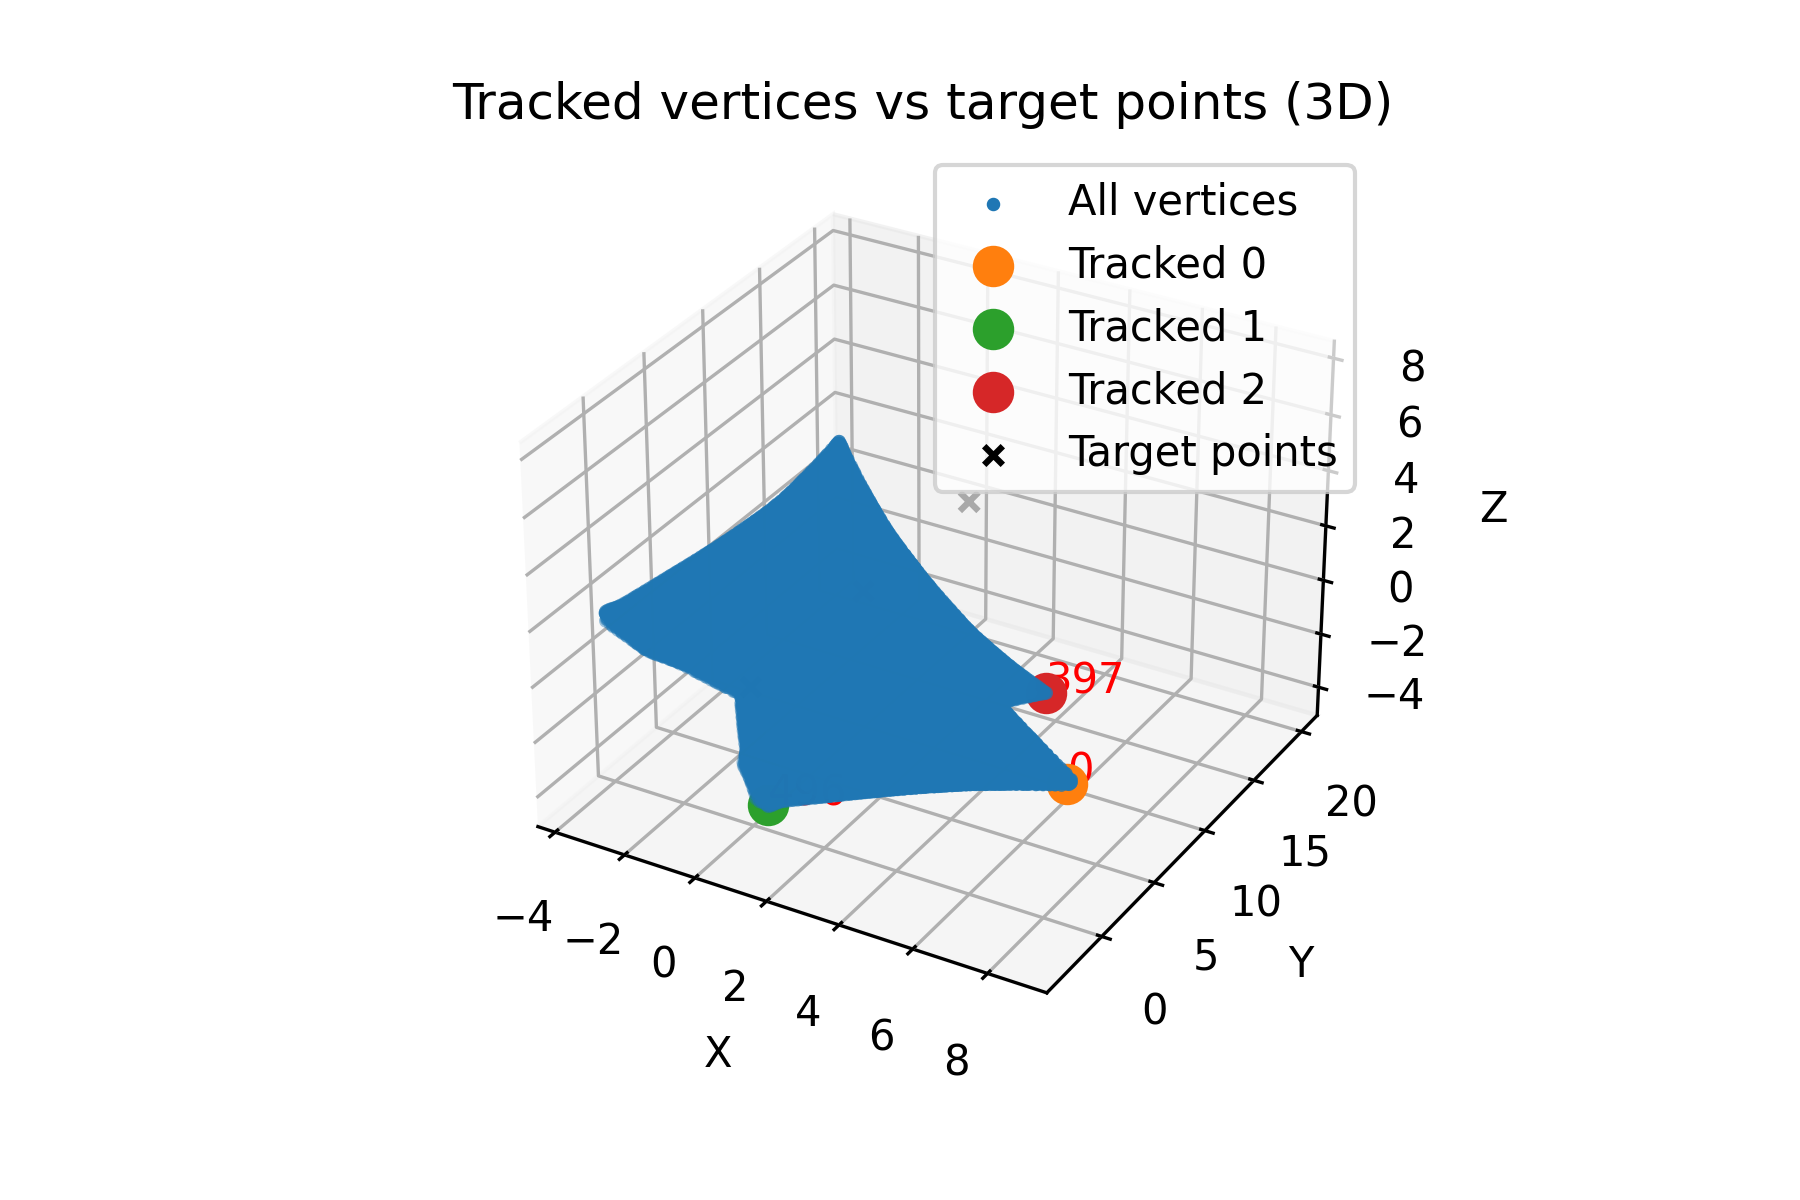 Tracked vertices vs target points (3D)
All vertices
Tracked 0
Tracked 1
Tracked 2
Target points
8
6
4
2
0
−2
−4
Z
397
0
20
15
10
5
0
Y
−4
−2
0
2
4
6
8
X